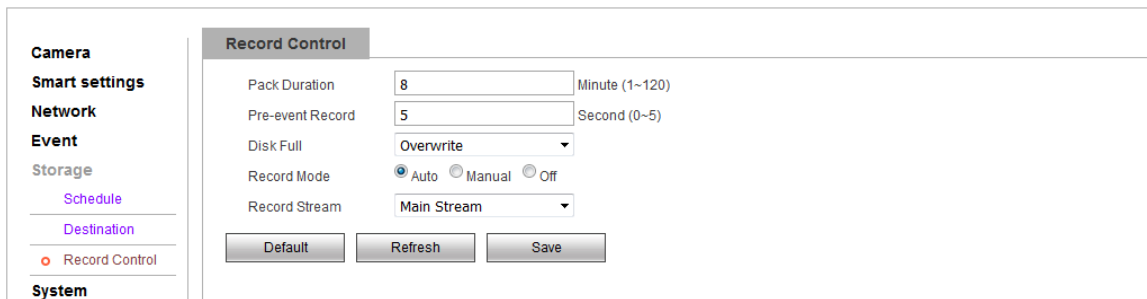 Camera
Smart settings
Network
Event
Storage
Schedule
Destination
Record Control
System
Record Control
Pack Duration 8 Minute (1~120)
Pre-event Record 5 Second (0~5)
Disk Full Overwrite
Record Mode Auto Manual Off
Record Stream Main Stream
Default Refresh Save